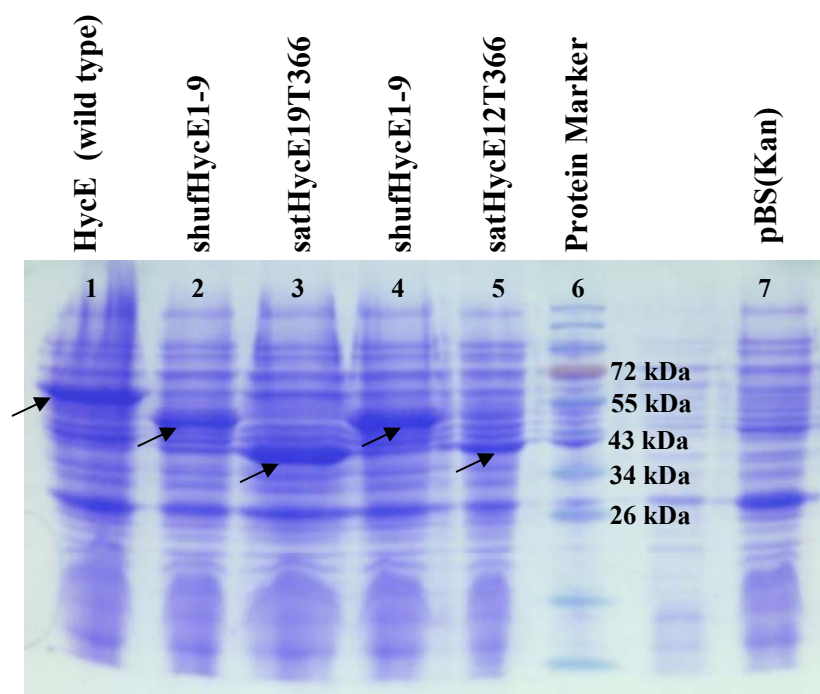 HycE (wild type)
shufHycE1-9
satHycE19T366
shufHycE1-9
satHycE12T366
Protein Marker
pBS(Kan)
1 2 3 4 5 6 7
72 kDa
55 kDa
43 kDa
34 kDa
26 kDa